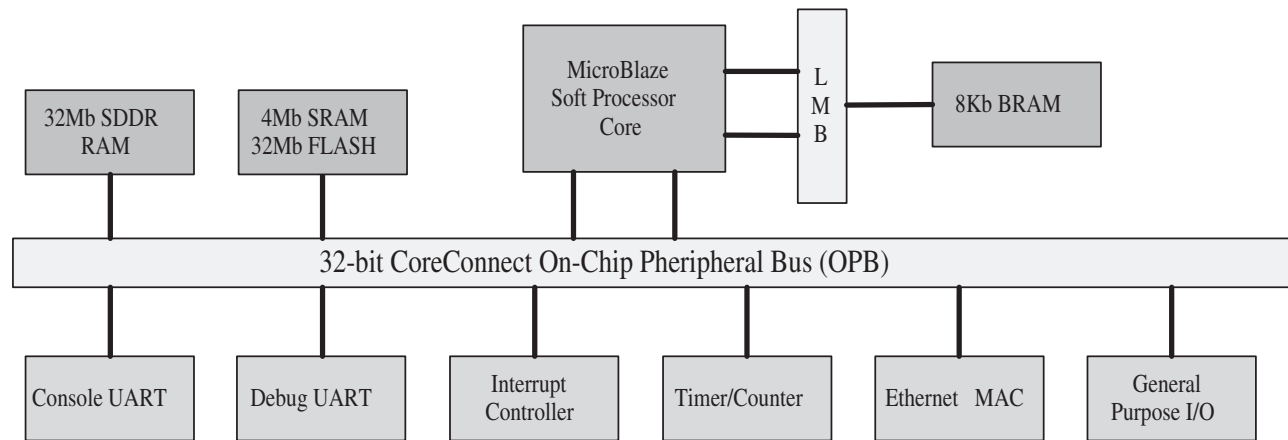 MicroBlaze
Soft Processor
Core
L
M
B
8Kb BRAM
32Mb SDDR
RAM
4Mb SRAM
32Mb FLASH
32-bit CoreConnect On-Chip Pheripheral Bus (OPB)
Console UART
Debug UART
Interrupt
Controller
Timer/Counter
Ethernet MAC
General
Purpose I/O